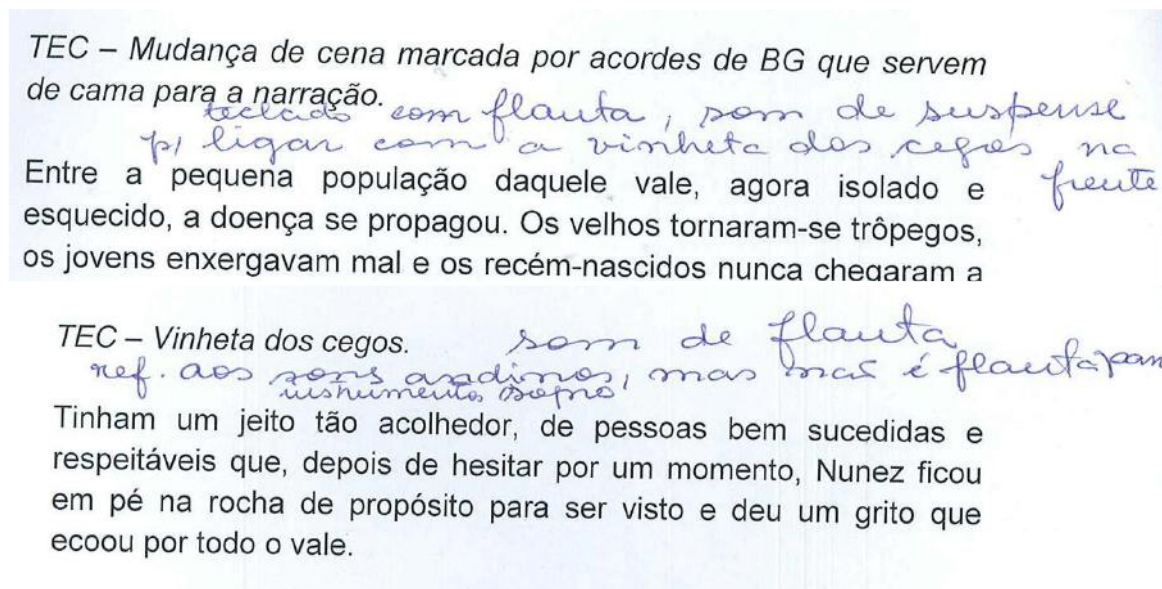 TEC – Mudança de cena marcada por acordes de BG que servem
de cama para a narração.
teclado com flauta, som de suspense
p/ ligar com a vinheta dos cegos na
frente
Entre a pequena população daquele vale, agora isolado e
esquecido, a doença se propagou. Os velhos tornaram-se trôpegos,
os jovens enxergavam mal e os recém-nascidos nunca chegaram a
TEC – Vinheta dos cegos. som de flauta
ref. aos sons andinos, mas não é flauta pan
instrumento sopro
Tinham um jeito tão acolhedor, de pessoas bem sucedidas e
respeitáveis que, depois de hesitar por um momento, Nunez ficou
em pé na rocha de propósito para ser visto e deu um grito que
ecoou por todo o vale.